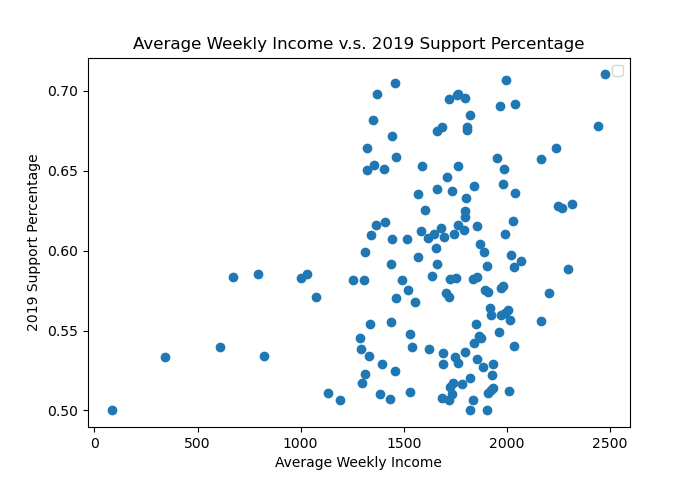 Average Weekly Income v.s. 2019 Support Percentage
0.70
0.65
0.60
0.55
0.50
2019 Support Percentage
0 500 1000 1500 2000 2500
Average Weekly Income